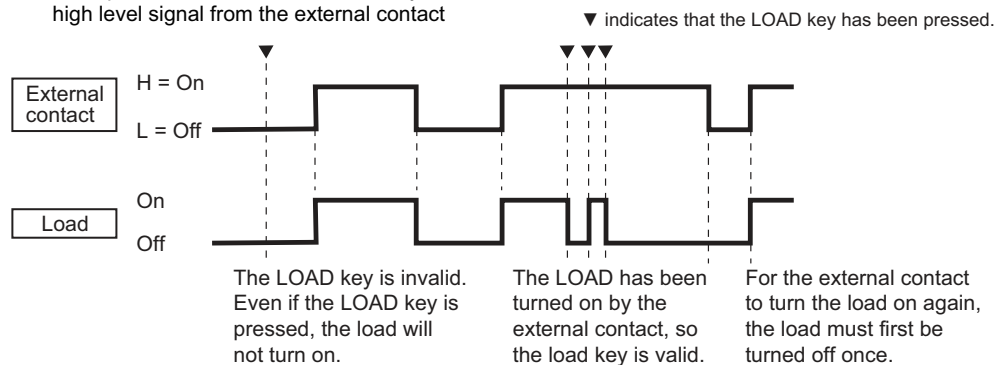 high level signal from the external contact
▼ indicates that the LOAD key has been pressed.
External
contact
H = On
L = Off
Load
On
Off
The LOAD key is invalid.
Even if the LOAD key is
pressed, the load will
not turn on.
The LOAD has been
turned on by the
external contact, so
the load key is valid.
For the external contact
to turn the load on again,
the load must first be
turned off once.